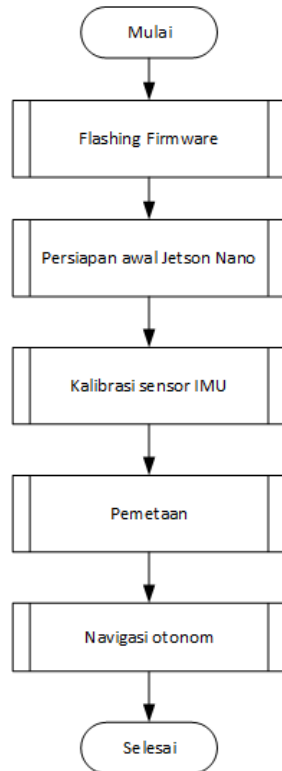 Mulai
Flashing Firmware
Persiapan awal Jetson Nano
Kalibrasi sensor IMU
Pemetaan
Navigasi otonom
Selesai